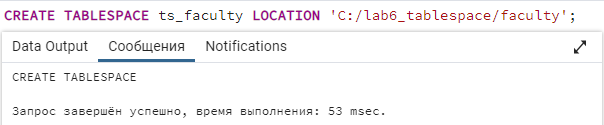 CREATE TABLESPACE ts_faculty LOCATION 'C:/lab6_tablespace/faculty';
Data Output Сообщения Notifications
CREATE TABLESPACE
Запрос завершён успешно, время выполнения: 53 msec.